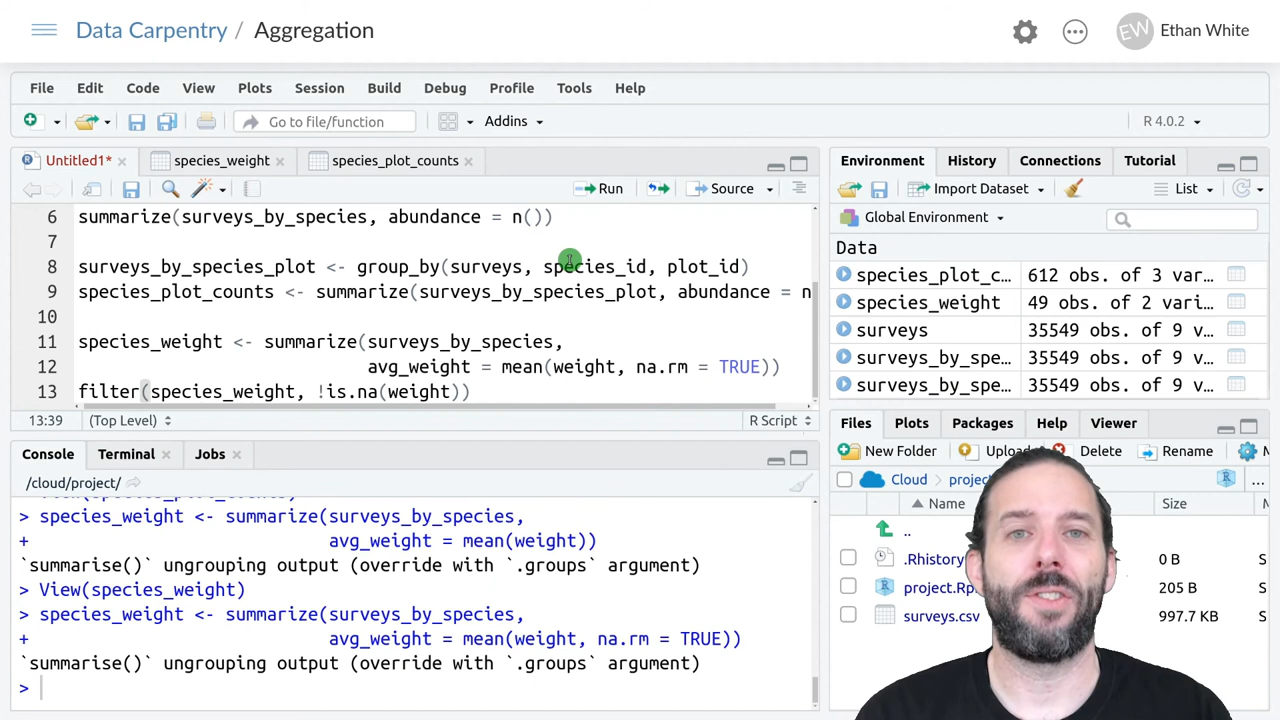 Data Carpentry / Aggregation
EW Ethan White
File Edit Code View Plots Session Build Debug Profile Tools Help
Go to file/function Addins R 4.0.2
Untitled1* species_weight species_plot_counts
Run Source
6 summarize(surveys_by_species, abundance = n())
7
8 surveys_by_species_plot <- group_by(surveys, species_id, plot_id)
9 species_plot_counts <- summarize(surveys_by_species_plot, abundance = n
10
11 species_weight <- summarize(surveys_by_species,
12 avg_weight = mean(weight, na.rm = TRUE))
13 filter(species_weight, !is.na(weight))
13:39 (Top Level) R Script
Console Terminal Jobs
/cloud/project/
> species_weight <- summarize(surveys_by_species,
+ avg_weight = mean(weight))
`summarise()` ungrouping output (override with `.groups` argument)
> View(species_weight)
> species_weight <- summarize(surveys_by_species,
+ avg_weight = mean(weight, na.rm = TRUE))
`summarise()` ungrouping output (override with `.groups` argument)
>
Environment History Connections Tutorial
Import Dataset List
Global Environment
Data
species_plot_c… 612 obs. of 3 var…
species_weight 49 obs. of 2 vari…
surveys 35549 obs. of 9 v…
surveys_by_spe… 35549 obs. of 9 v…
surveys_by_spe… 35549 obs. of 9 v…
Files Plots Packages Help Viewer
New Folder Upload Delete Rename M
Cloud project ...
Name Size
..
.Rhistory 0 B
project.Rp 205 B
surveys.csv 997.7 KB